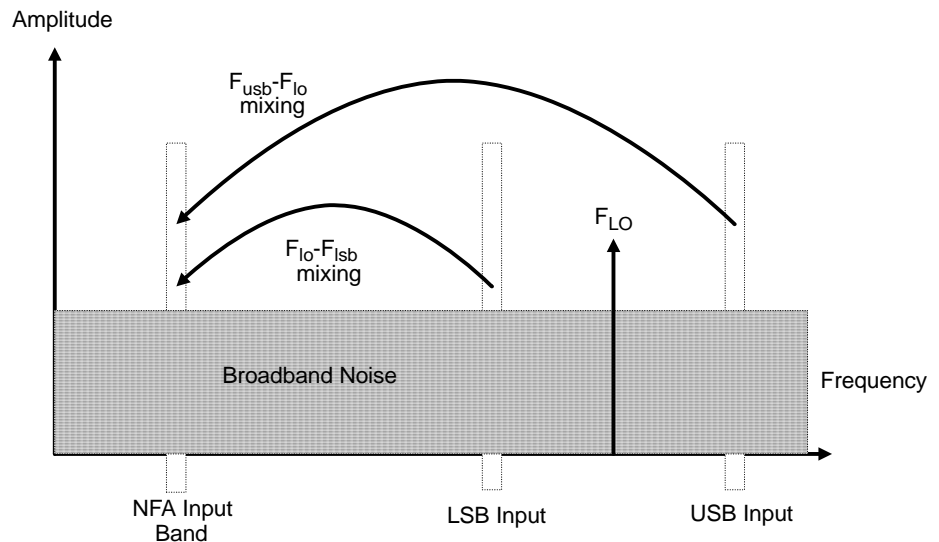 Amplitude
Fusb-Flo
mixing
FLO
Flo-Flsb
mixing
Broadband Noise
Frequency
NFA Input
Band
LSB Input
USB Input